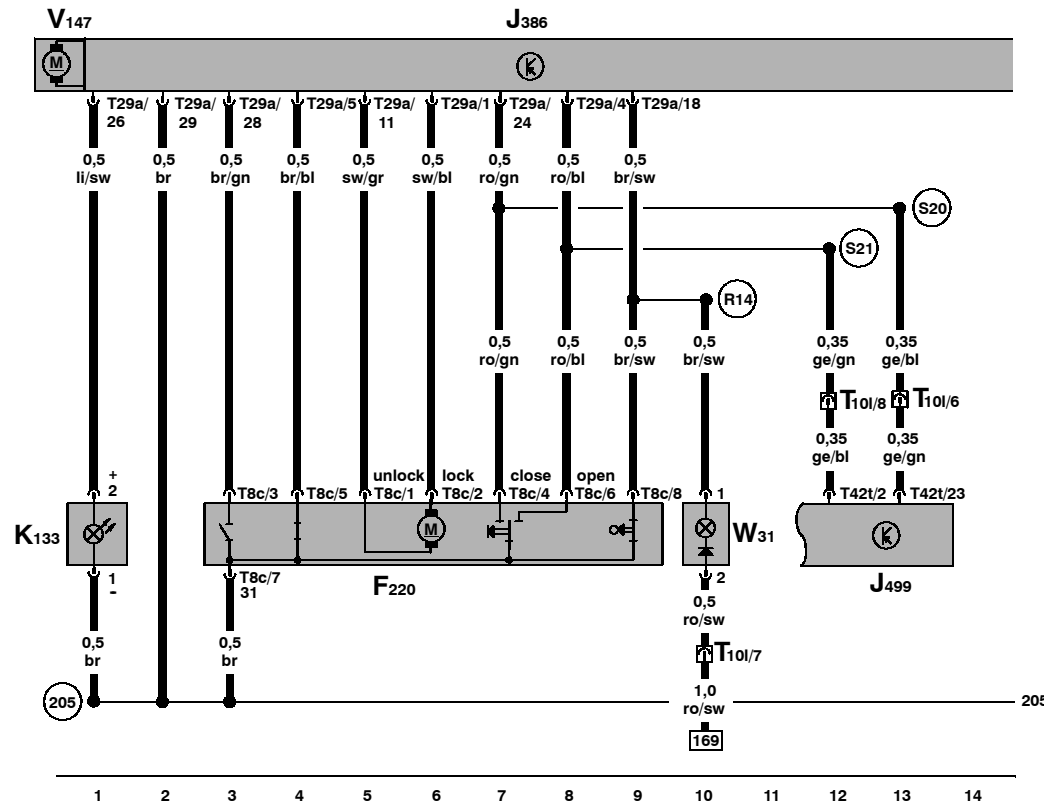 V147 J386
T29a/ T29a/ T29a/ T29a/5 T29a/ T29a/1 T29a/ T29a/4 T29a/18
26 29 28 11 24
0,5 0,5 0,5 0,5 0,5 0,5 0,5 0,5 0,5
li/sw br br/gn br/bl sw/gr sw/bl ro/gn ro/bl br/sw
S20
S21
R14
0,5 0,5 0,5 0,5 0,35 0,35
ro/gn ro/bl br/sw br/sw ge/gn ge/bl
T10l/8 T10l/6
0,35 0,35
ge/bl ge/gn
+ unlock lock close open
2 T8c/3 T8c/5 T8c/1 T8c/2 T8c/4 T8c/6 T8c/8 1 T42t/2 T42t/23
K133 M W31
1 T8c/7 2
- 31 F220 J499
0,5
ro/sw
0,5 0,5
br br
T10l/7
1,0
ro/sw
205 205
169
1 2 3 4 5 6 7 8 9 10 11 12 13 14
M